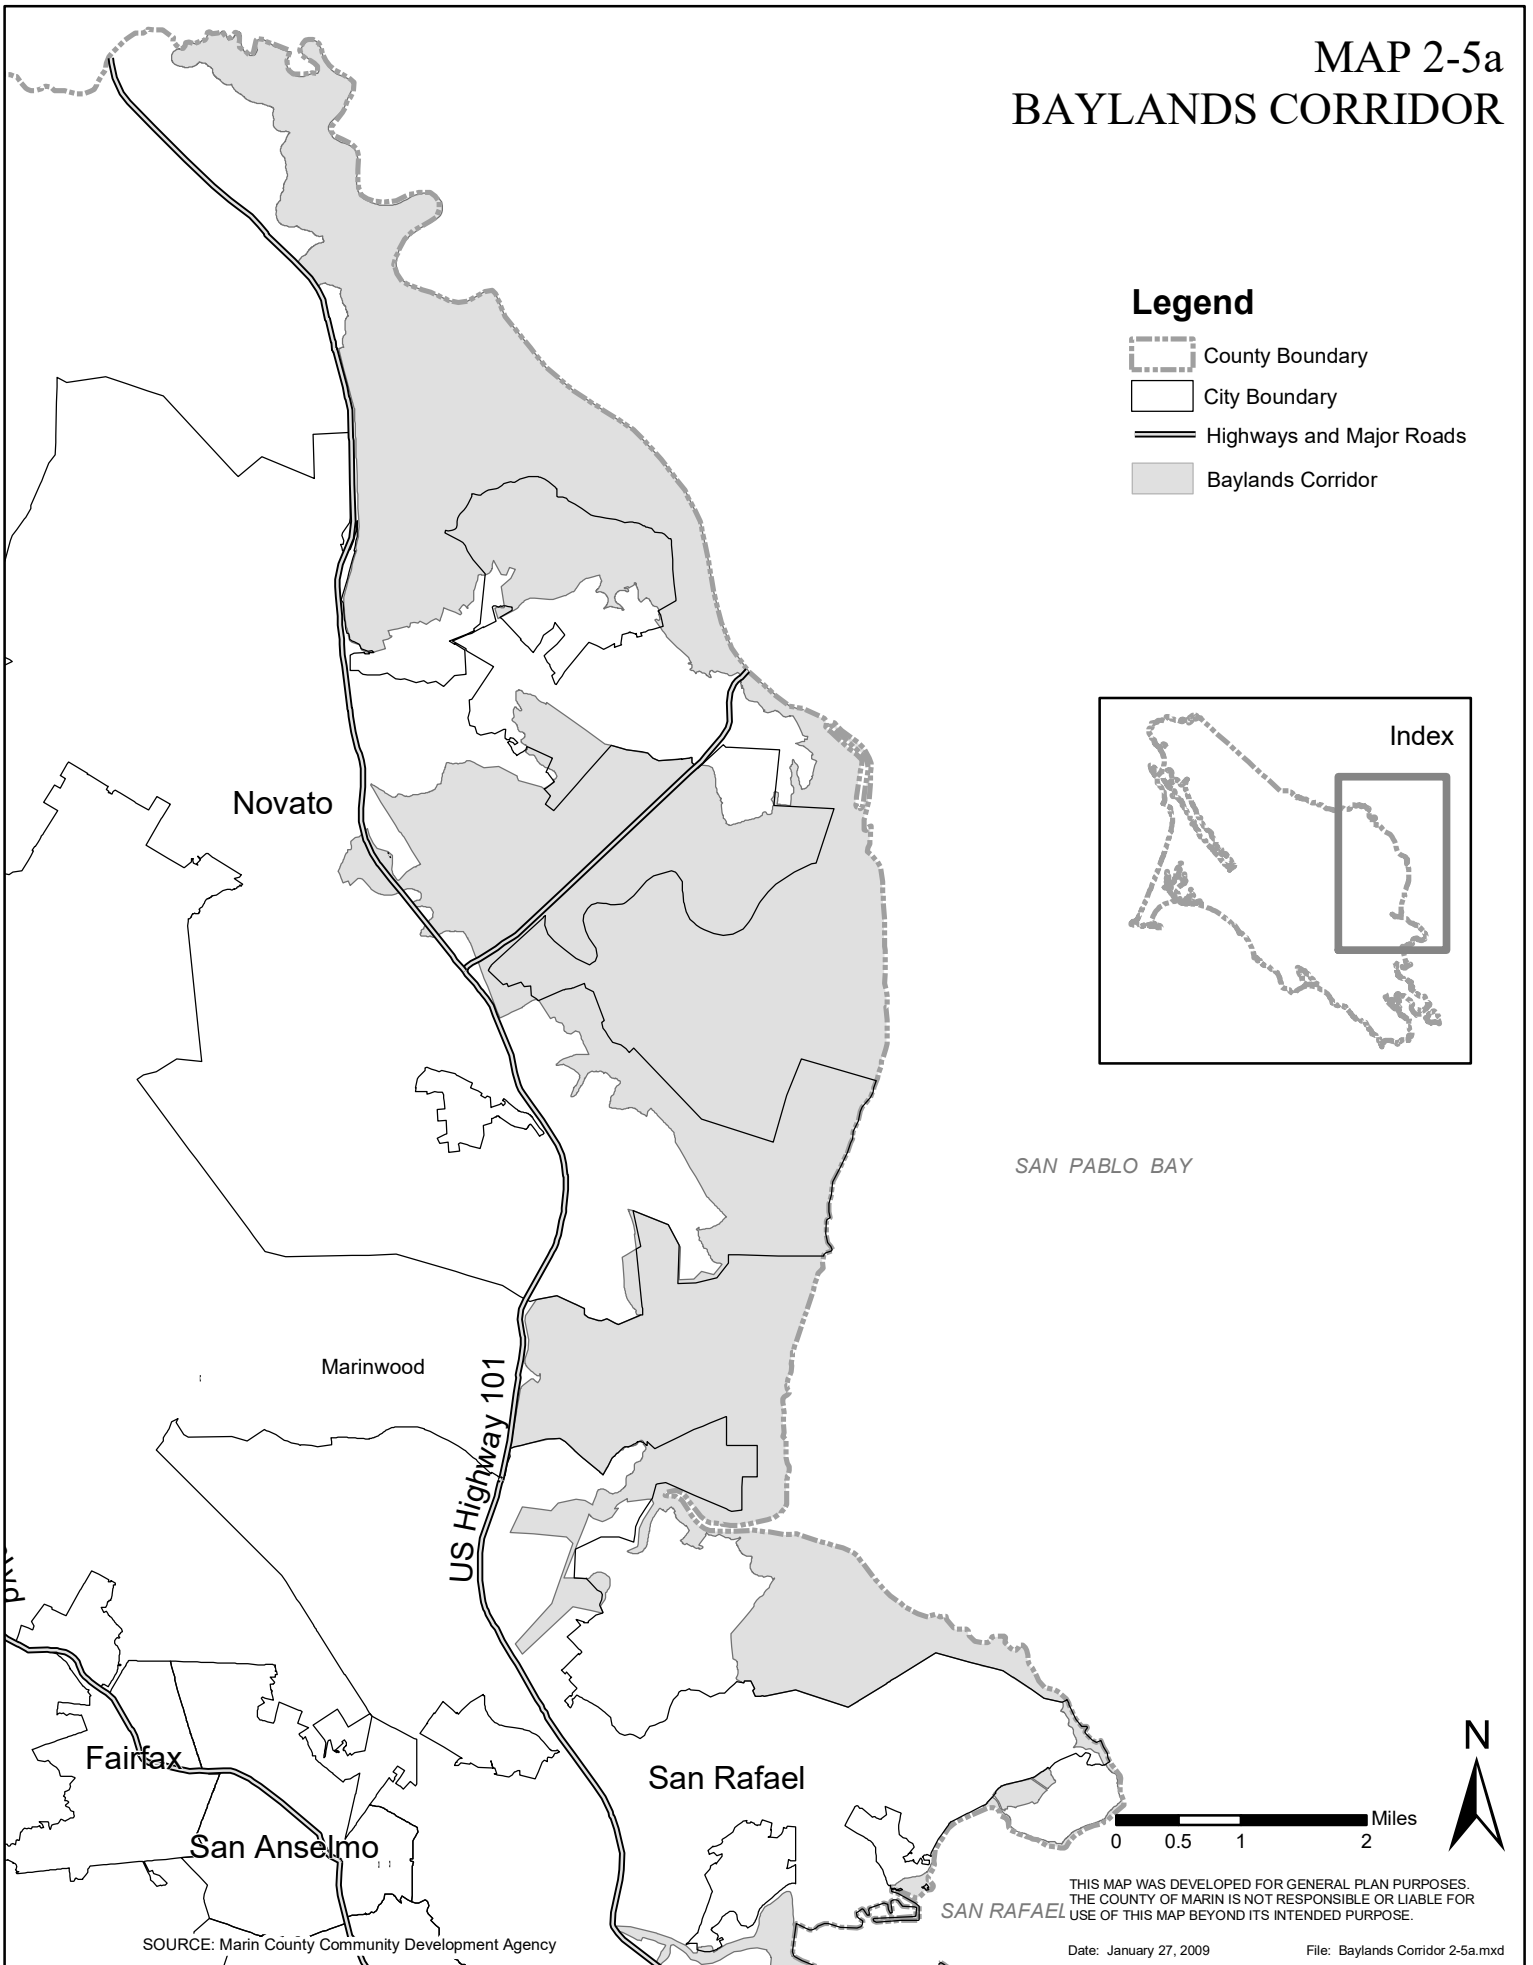 MAP 2-5a
BAYLANDS CORRIDOR
Legend
County Boundary
City Boundary
Highways and Major Roads
Baylands Corridor
Index
Novato
SAN PABLO BAY
Marinwood
US Highway 101
Fairfax
San Rafael
San Anselmo
N
Miles
0 0.5 1 2
SAN RAFAEL
THIS MAP WAS DEVELOPED FOR GENERAL PLAN PURPOSES.
THE COUNTY OF MARIN IS NOT RESPONSIBLE OR LIABLE FOR
USE OF THIS MAP BEYOND ITS INTENDED PURPOSE.
SOURCE: Marin County Community Development Agency
Date: January 27, 2009
File: Baylands Corridor 2-5a.mxd